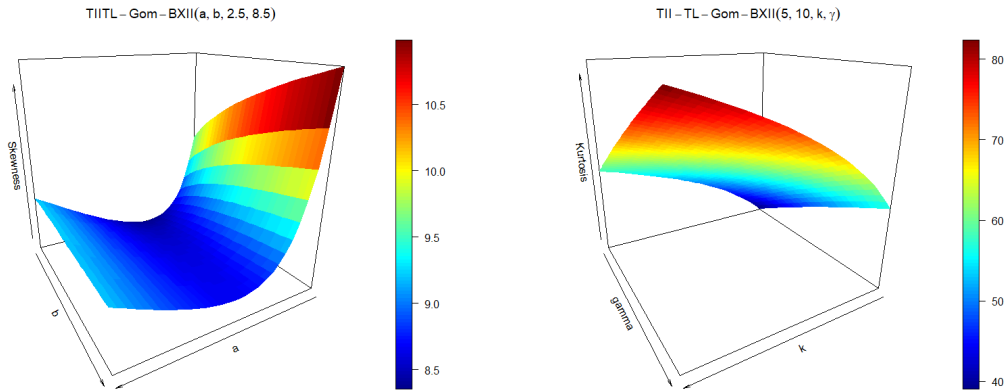 TIITL−Gom−BXII(a, b, 2.5, 8.5)
Skewness
b
a
10.5
10.0
9.5
9.0
8.5
TII−TL−Gom−BXII(5, 10, k, γ)
Kurtosis
gamma
k
80
70
60
50
40